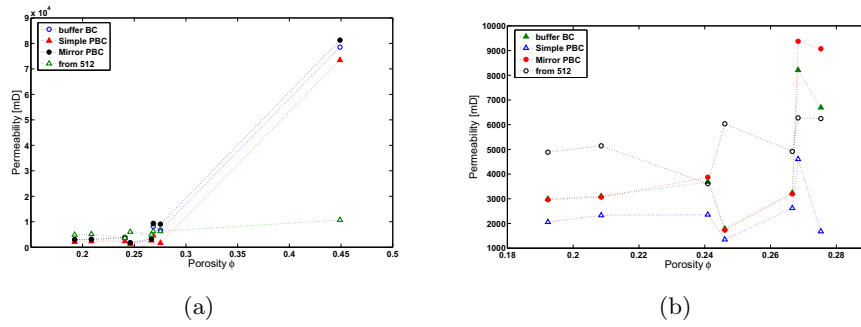 x 10⁴
9
8
7
6
5
4
3
2
1
0
Permeability [mD]
buffer BC
Simple PBC
Mirror PBC
from 512
0.2
0.25
0.3
0.35
0.4
0.45
0.5
Porosity ϕ
(a)
10000
9000
8000
7000
6000
5000
4000
3000
2000
1000
Permeability [mD]
buffer BC
Simple PBC
Mirror PBC
from 512
0.18
0.2
0.22
0.24
0.26
0.28
Porosity ϕ
(b)